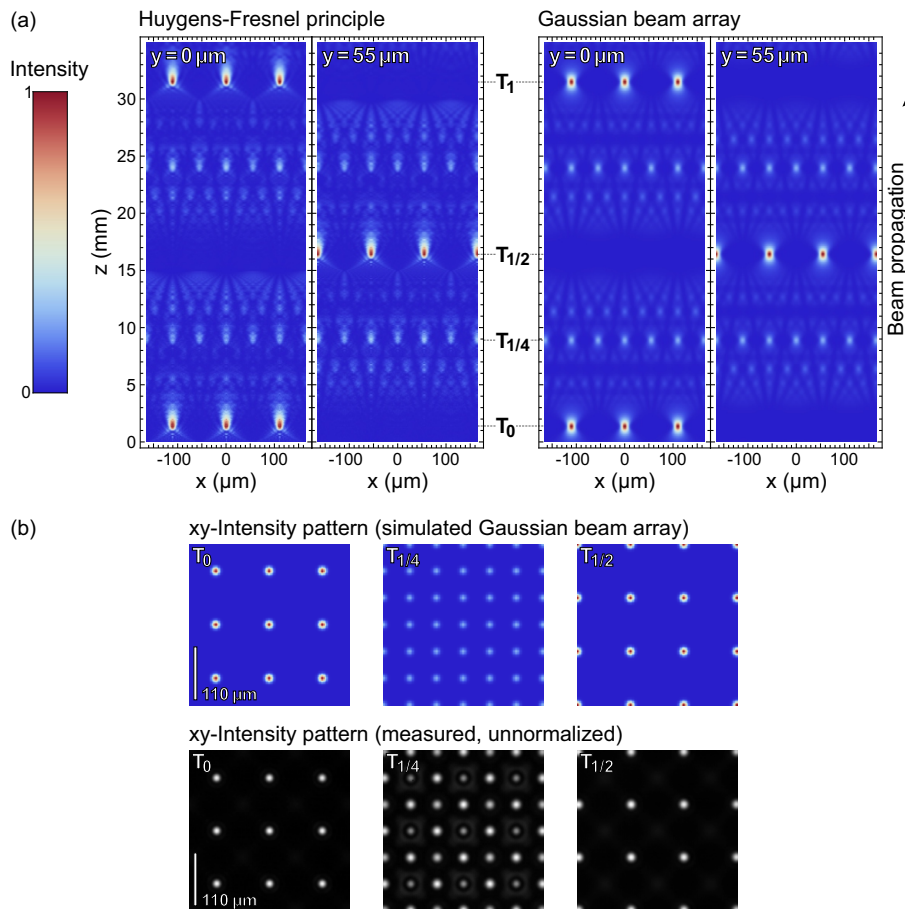 (a)
Huygens-Fresnel principle
Gaussian beam array
Intensity
1
0
y = 0 µm
y = 55 µm
y = 0 µm
y = 55 µm
30
25
20
15
10
5
0
z (mm)
T1
T1/2
T1/4
T0
Beam propagation
-100 0 100
-100 0 100
-100 0 100
-100 0 100
x (µm)
x (µm)
x (µm)
x (µm)
(b)
xy-Intensity pattern (simulated Gaussian beam array)
T0
T1/4
T1/2
110 µm
xy-Intensity pattern (measured, unnormalized)
T0
T1/4
T1/2
110 µm